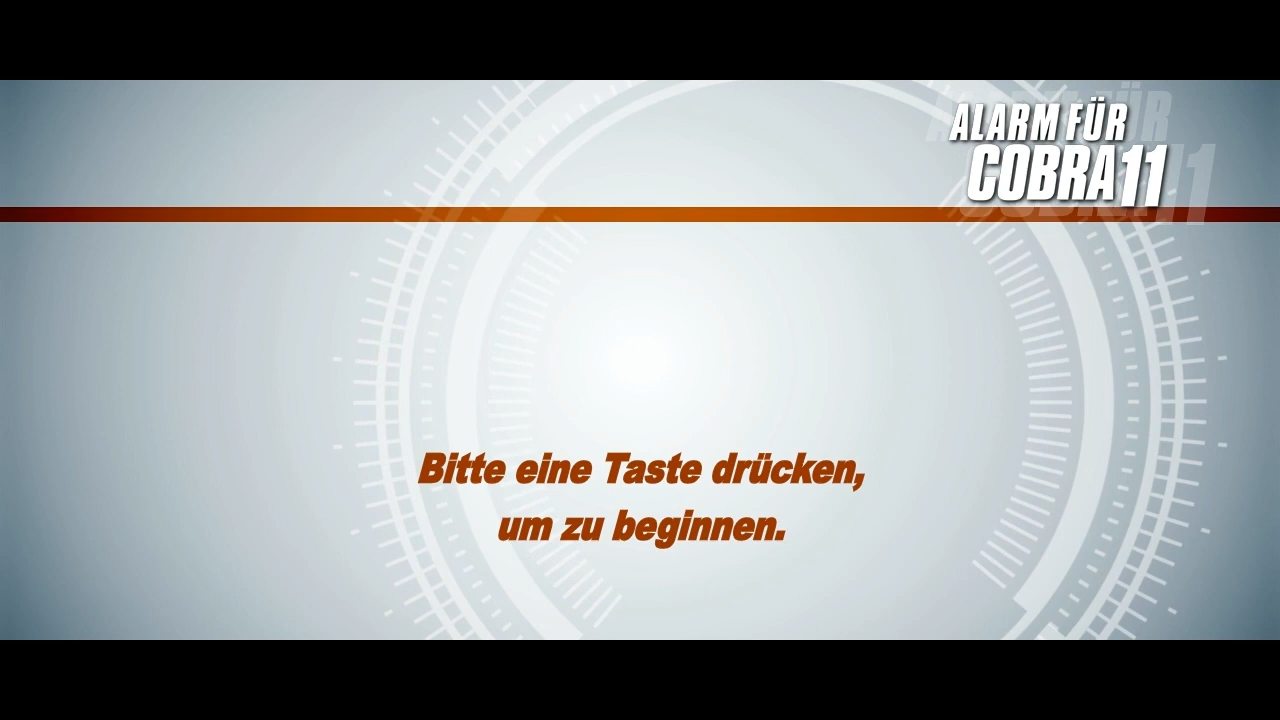 ALARM FÜR
COBRA 11
Bitte eine Taste drücken,
um zu beginnen.